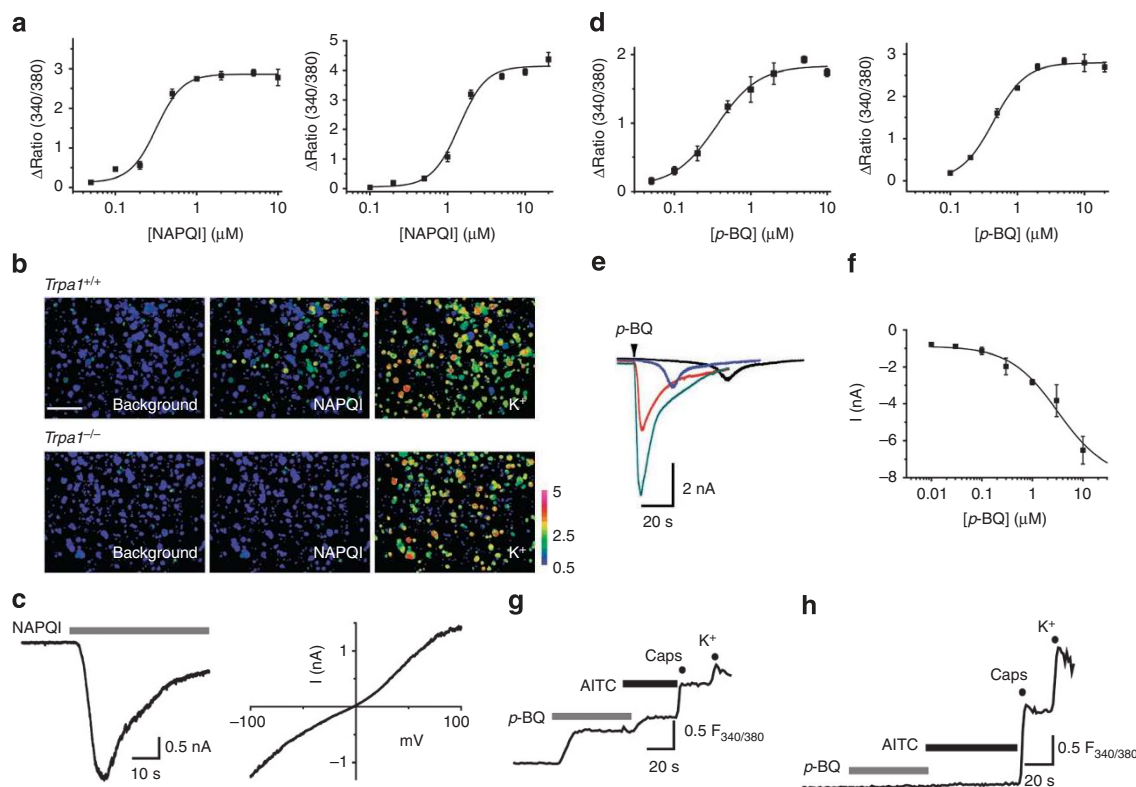 a
ΔRatio (340/380)
3
2
1
0
0.1
1
10
[NAPQI] (μM)
ΔRatio (340/380)
5
4
3
2
1
0
0.1
1
10
[NAPQI] (μM)
d
ΔRatio (340/380)
2
1
0
0.1
1
10
[p-BQ] (μM)
ΔRatio (340/380)
3
2
1
0
0.1
1
10
[p-BQ] (μM)
b
Trpa1+/+
Background
NAPQI
K+
Trpa1–/–
Background
NAPQI
K+
5
2.5
0.5
e
p-BQ
2 nA
20 s
f
I (nA)
0
–2
–4
–6
–8
0.01
0.1
1
10
[p-BQ] (μM)
c
NAPQI
0.5 nA
10 s
I (nA)
1
–100
0
100
mV
–1
g
p-BQ
AITC
Caps
K+
0.5 F340/380
20 s
h
p-BQ
AITC
Caps
K+
0.5 F340/380
20 s